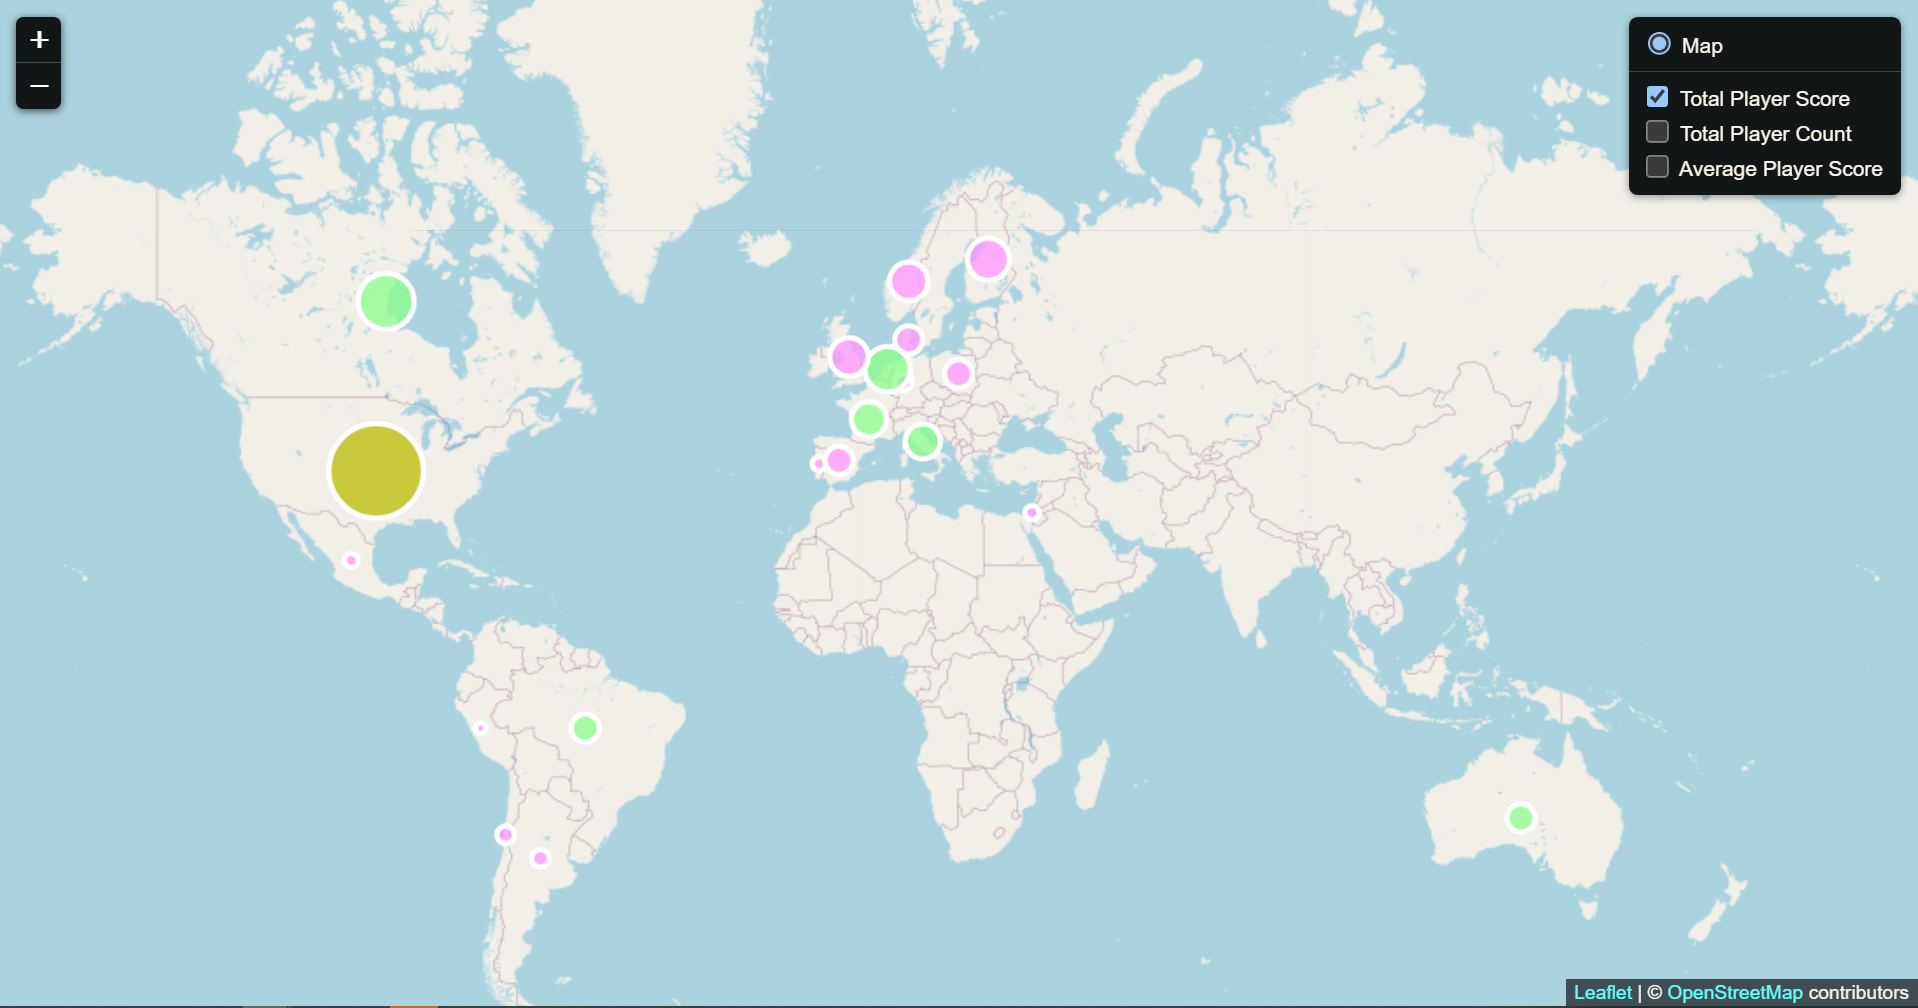 +
−
Map
Total Player Score
Total Player Count
Average Player Score
Leaflet | © OpenStreetMap contributors